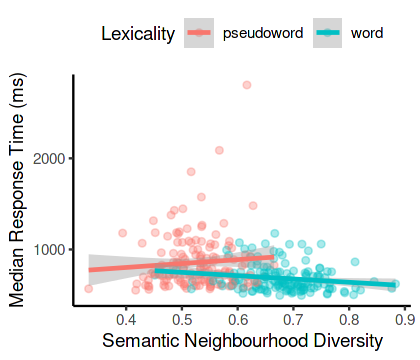 Lexicality pseudoword word
Median Response Time (ms)
2000
1000
0.4 0.5 0.6 0.7 0.8 0.9
Semantic Neighbourhood Diversity